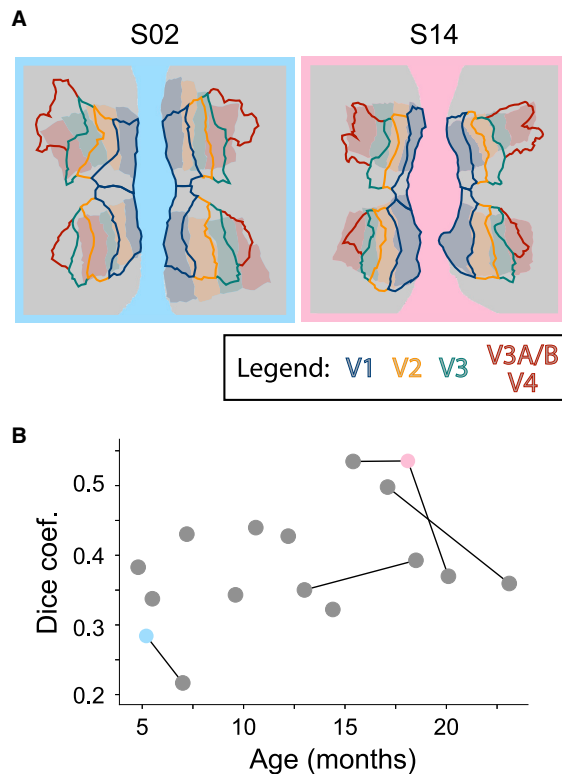 A
S02 S14
Legend: V1 V2 V3 V3A/B
V4
B
Dice coef.
0.5
0.4
0.3
0.2
5 10 15 20
Age (months)